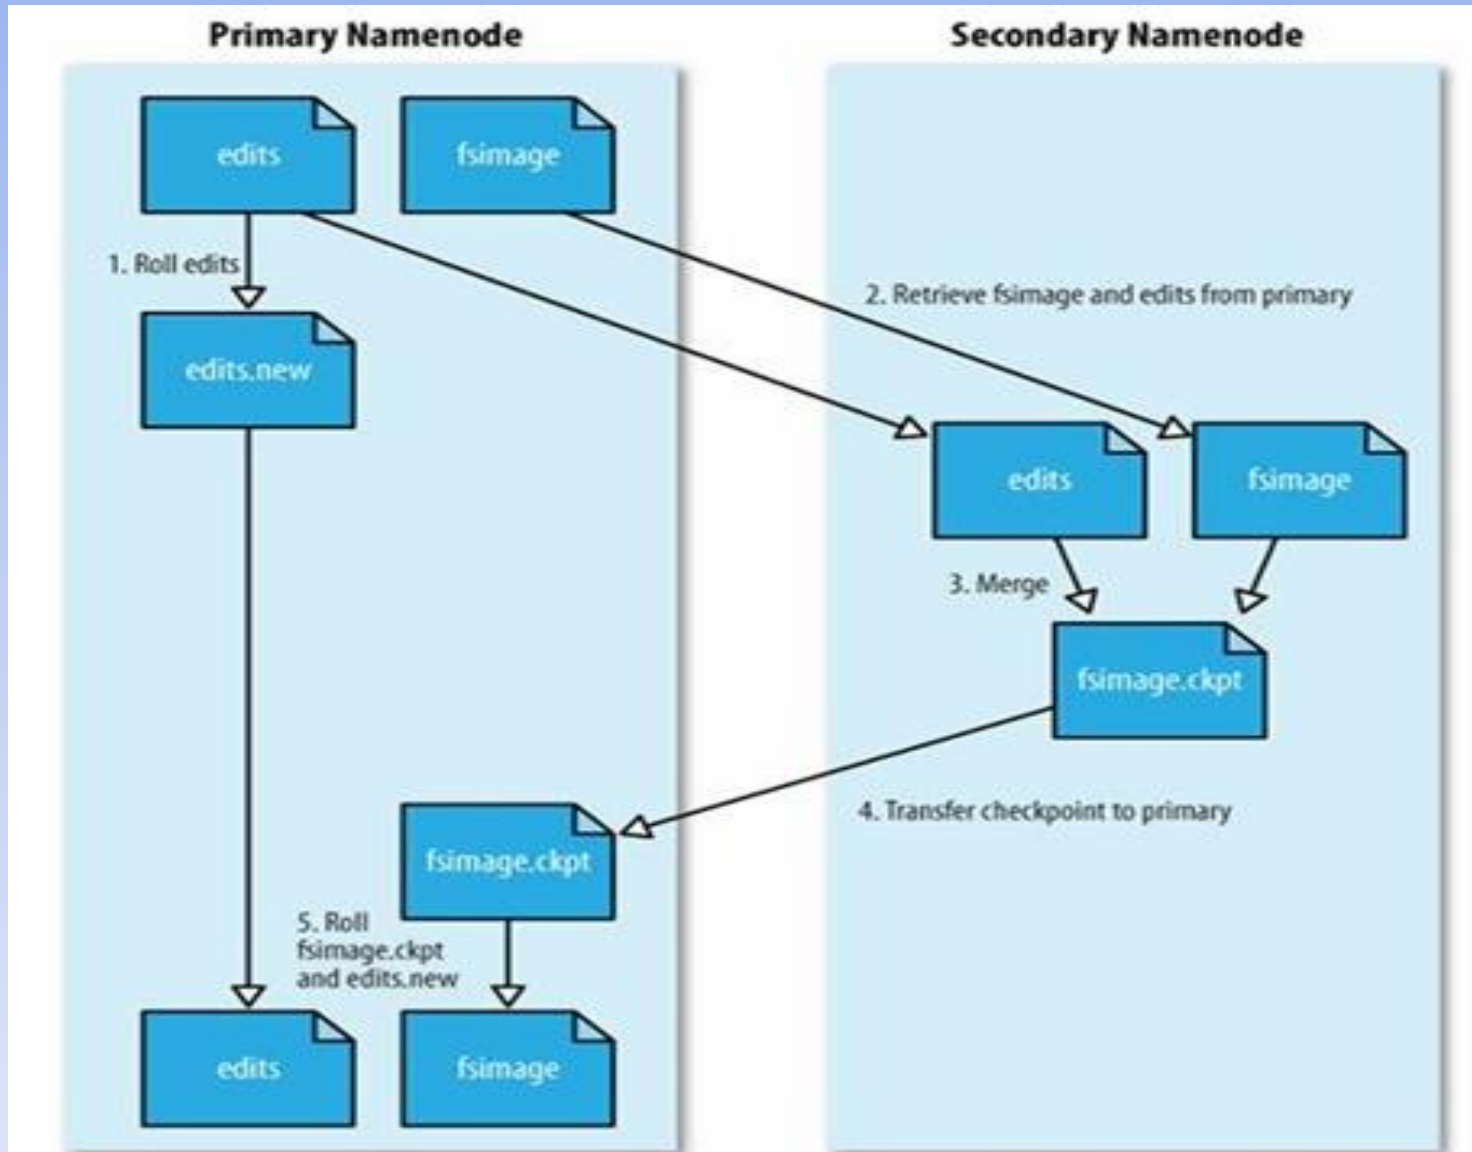 Primary Namenode
Secondary Namenode
edits
fsimage
1. Roll edits
2. Retrieve fsimage and edits from primary
edits.new
edits
fsimage
3. Merge
fsimage.ckpt
4. Transfer checkpoint to primary
fsimage.ckpt
5. Roll
fsimage.ckpt
and edits.new
edits
fsimage